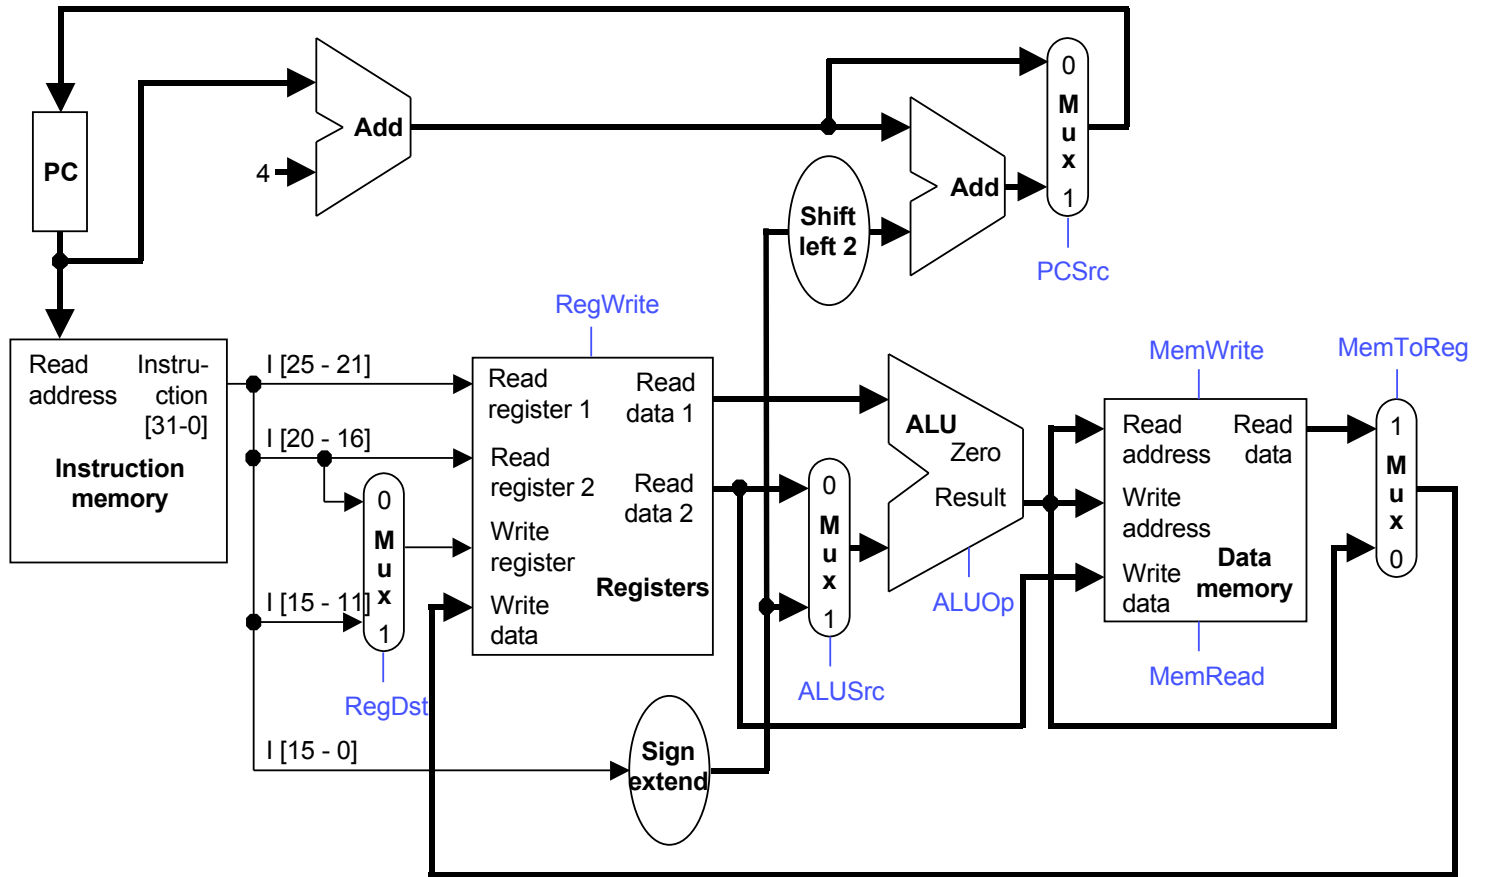 0
M
u
x
1
PCSrc
Add
4
PC
Add
Shift
left 2
RegWrite
MemWrite
MemToReg
Read
address
Instru-
ction
[31-0]
Instruction
memory
I [25 - 21]
I [20 - 16]
I [15 - 11]
I [15 - 0]
0
M
u
x
1
RegDst
Read
register 1
Read
data 1
Read
register 2
Read
data 2
Write
register
Registers
Write
data
Sign
extend
0
M
u
x
1
ALUSrc
ALU
Zero
Result
ALUOp
Read
address
Read
data
Write
address
Data
memory
Write
data
MemRead
1
M
u
x
0